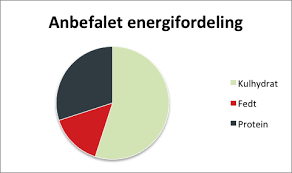 Anbefalet energifordeling
Kulhydrat
Fedt
Protein